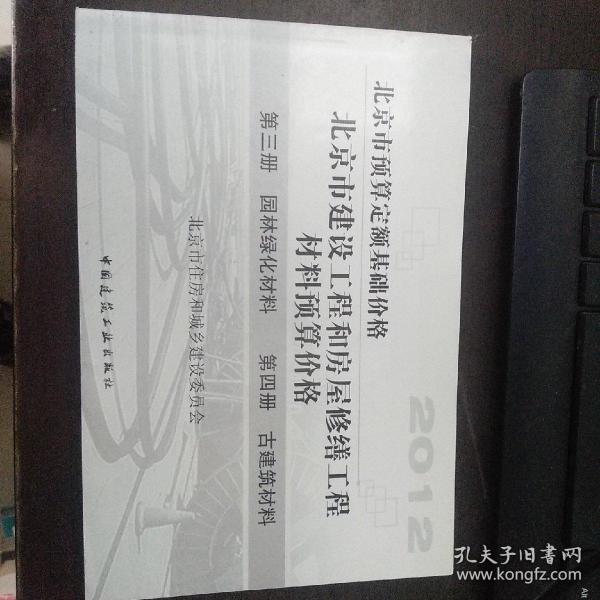 2012
北京市预算定额基础价格
北京市建设工程和房屋修缮工程
材料预算价格
第三册 园林绿化材料 第四册 古建筑材料
北京市住房和城乡建设委员会
中国建筑工业出版社
孔夫子旧书网
www.kongfz.com
Alt